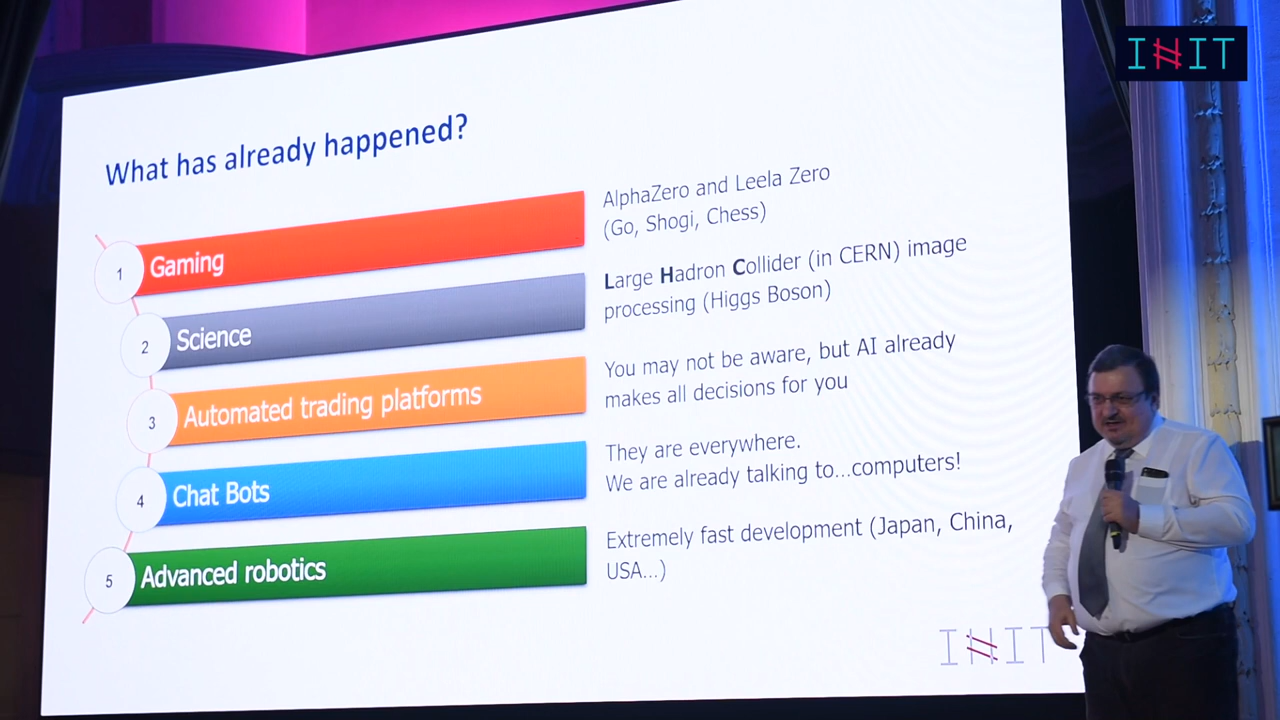 INIT
What has already happened?
1 Gaming
AlphaZero and Leela Zero
(Go, Shogi, Chess)
2 Science
Large Hadron Collider (in CERN) image
processing (Higgs Boson)
3 Automated trading platforms
You may not be aware, but AI already
makes all decisions for you
4 Chat Bots
They are everywhere.
We are already talking to...computers!
5 Advanced robotics
Extremely fast development (Japan, China,
USA...)
INIT